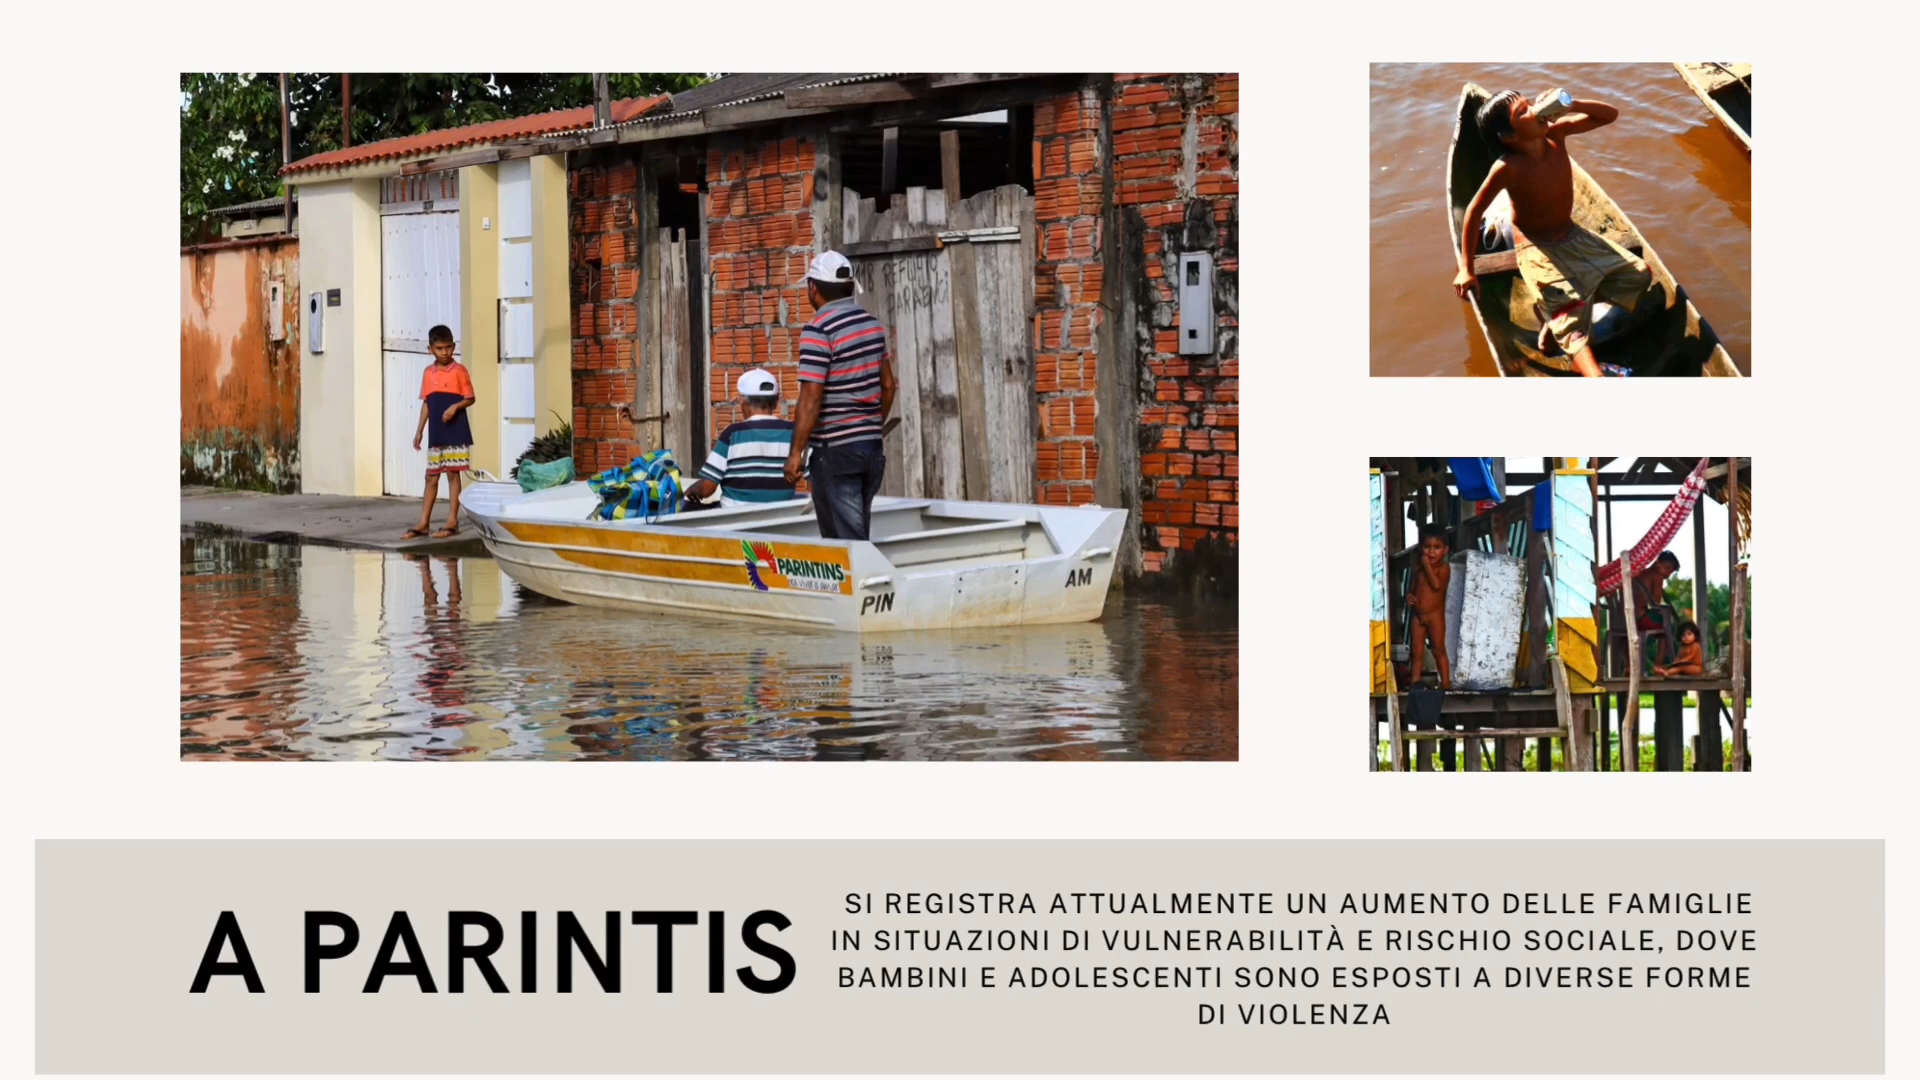 REFÚGIO
PARINTINS
PIN
AM
A PARINTIS
SI REGISTRA ATTUALMENTE UN AUMENTO DELLE FAMIGLIE
IN SITUAZIONI DI VULNERABILITÀ E RISCHIO SOCIALE, DOVE
BAMBINI E ADOLESCENTI SONO ESPOSTI A DIVERSE FORME
DI VIOLENZA